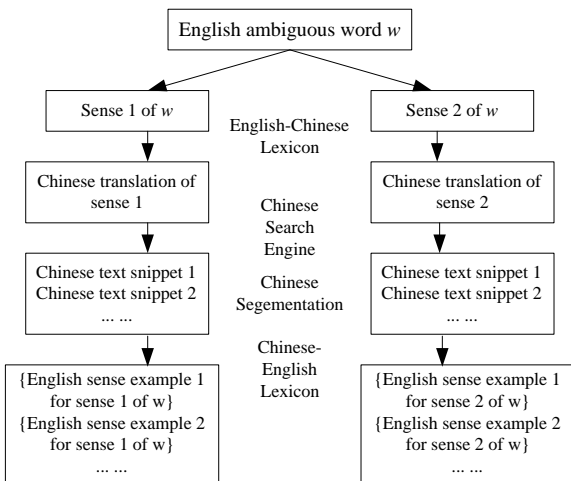 English ambiguous word w
Sense 1 of w
Sense 2 of w
English-Chinese
Lexicon
Chinese translation of
sense 1
Chinese translation of
sense 2
Chinese
Search
Engine
Chinese text snippet 1
Chinese text snippet 2
... ...
Chinese text snippet 1
Chinese text snippet 2
... ...
Chinese
Segementation
Chinese-
English
Lexicon
{English sense example 1
for sense 1 of w}
{English sense example 2
for sense 1 of w}
... ...
{English sense example 1
for sense 2 of w}
{English sense example 2
for sense 2 of w}
... ...